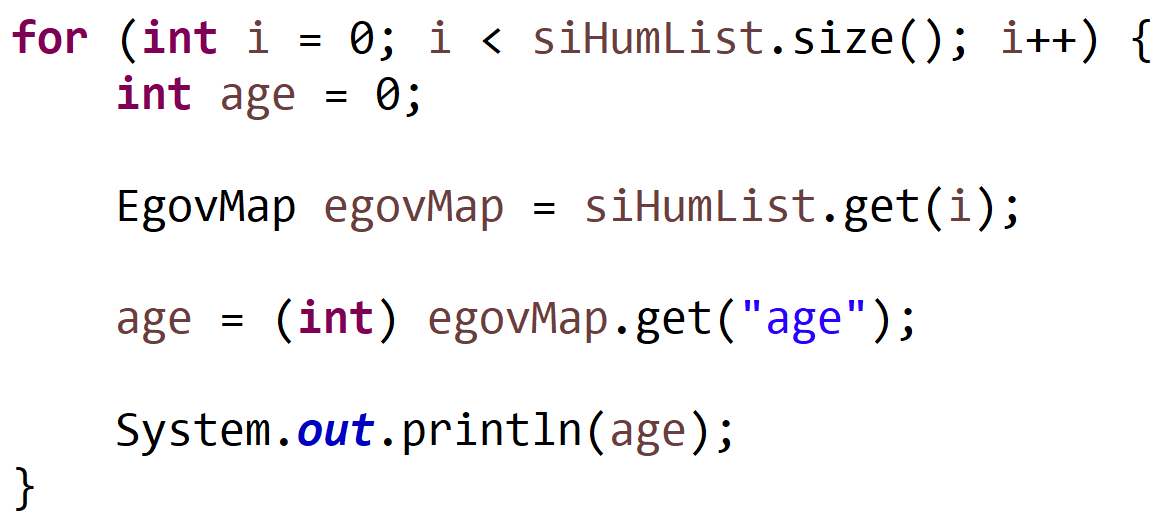 for (int i = 0; i < siHumList.size(); i++) {
    int age = 0;

    EgovMap egovMap = siHumList.get(i);

    age = (int) egovMap.get("age");

    System.out.println(age);
}